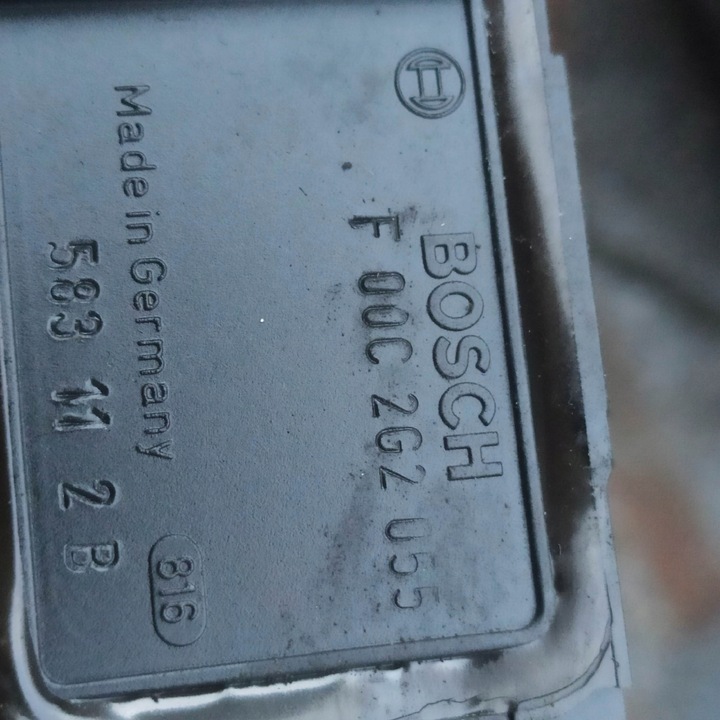 BOSCH
F 00C 2G2 055
816
Made in Germany
583 11 2 B